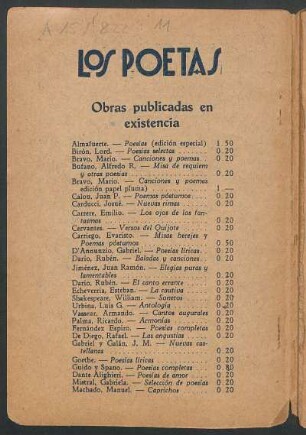 LOS POETAS
Obras publicadas en
existencia
Almafuerte. — Poesías (edición especial) 1 50
Birón, Lord. — Poesías selectas 0 20
Bravo, Mario. — Canciones y poemas 0 20
Bufano, Alfredo R. — Misa de requiem
y otras poesías 0 20
Bravo, Mario. — Canciones y poemas
edición papel pluma) 1 —
Calou, Juan P. — Poemas póstumos 0 20
Carducci, Josué. — Nuevas rimas 0 20
Carrere, Emilio. — Los ojos de los fan-
tasmas 0 20
Cervantes. — Versos del Quijote 0 20
Carriego, Evaristo. — Misas herejes y
Poemas póstumos 0 50
D'Annunzio, Gabriel. — Poesías líricas 0 20
Darío, Rubén. — Baladas y canciones 0 20
Jiménez, Juan Ramón. — Elegías puras y
lamentables 0 20
Darío, Rubén. — El canto errante 0 20
Echeverría, Esteban. — La cautiva 0 20
Shakespeare, William. — Sonetos 0 20
Urbina, Luis G. — Antología 0 20
Vasseur, Armando. — Cantos augurales 0 20
Palma, Ricardo. — Armonías 0 20
Fernández Espiro. — Poesías completas 0 20
De Diego, Rafael. — Las angustias 0 20
Gabriel y Galán, J. M. — Nuevas cas-
tellanas 0 20
Goethe. — Poesías líricas 0 20
Guido y Spano. — Poesías completas
Dante Alighieri. — Poesías de amor 0 20
Mistral, Gabriela. — Selección de poesías 0 20
Machado, Manuel. — Caprichos 0 20